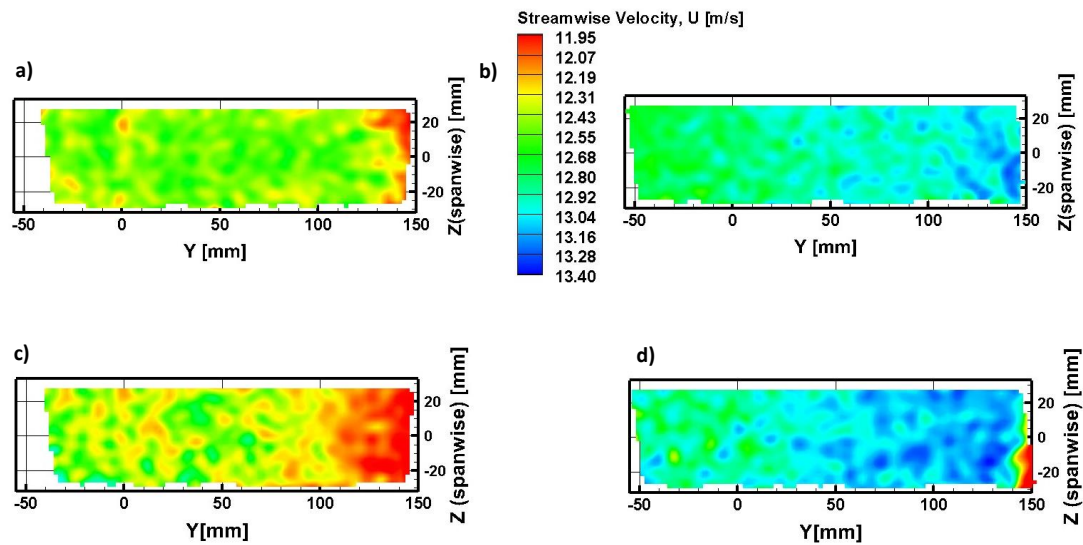 Streamwise Velocity, U [m/s]
11.95
12.07
12.19
12.31
12.43
12.55
12.68
12.80
12.92
13.04
13.16
13.28
13.40
a)
20
0
-20
Z(spanwise) [mm]
-50 0 50 100 150
Y [mm]
b)
20
0
-20
Z(spanwise) [mm]
-50 0 50 100 150
Y [mm]
c)
20
0
-20
Z (spanwise) [mm]
-50 0 50 100 150
Y[mm]
d)
20
0
-20
Z (spanwise) [mm]
-50 0 50 100 150
Y[mm]